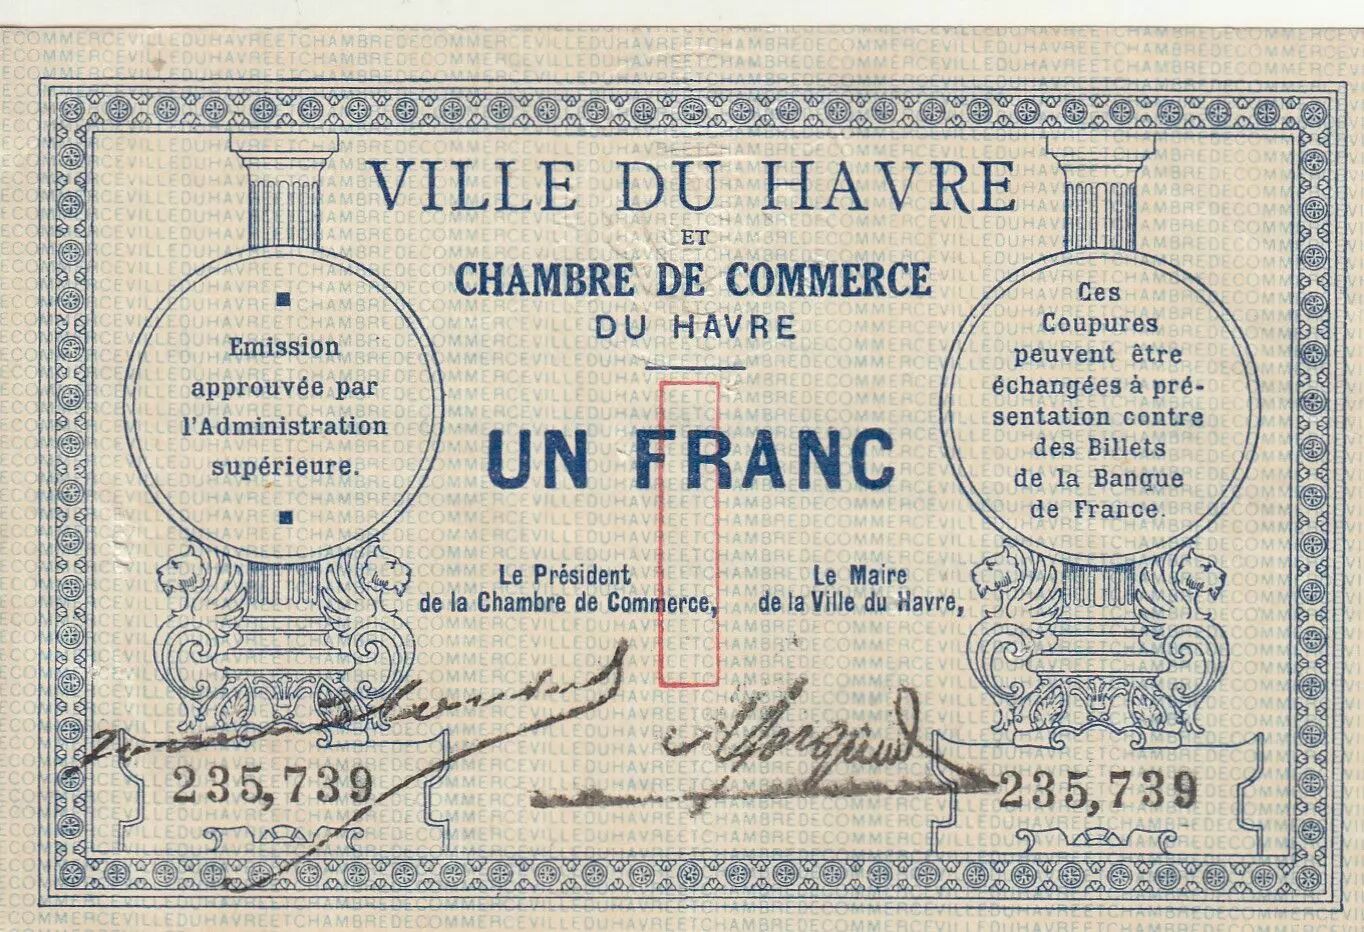 VILLE DU HAVRE
ET
CHAMBRE DE COMMERCE
DU HAVRE
UN FRANC
Emission
approuvée par
l'Administration
supérieure.
Ces
Coupures
peuvent être
échangées à pré-
sentation contre
des Billets
de la Banque
de France.
Le Président
de la Chambre de Commerce,
Le Maire
de la Ville du Havre,
235,739
235,739